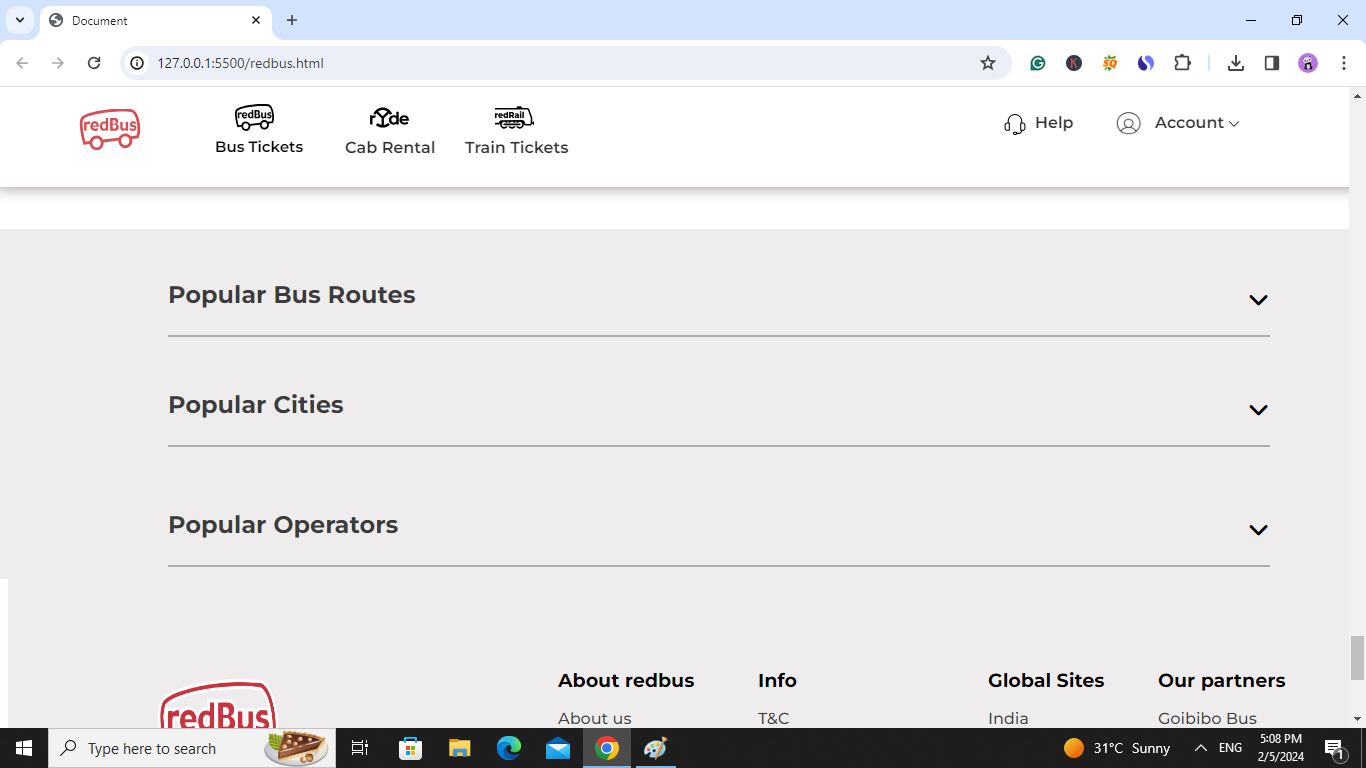 Document
127.0.0.1:5500/redbus.html
redBus
redBus
Bus Tickets
rYde
Cab Rental
redRail
Train Tickets
Help
Account
Popular Bus Routes
Popular Cities
Popular Operators
redBus
About redbus
Info
Global Sites
Our partners
About us
T&C
India
Goibibo Bus
Type here to search
31°C Sunny
ENG
5:08 PM
2/5/2024
1